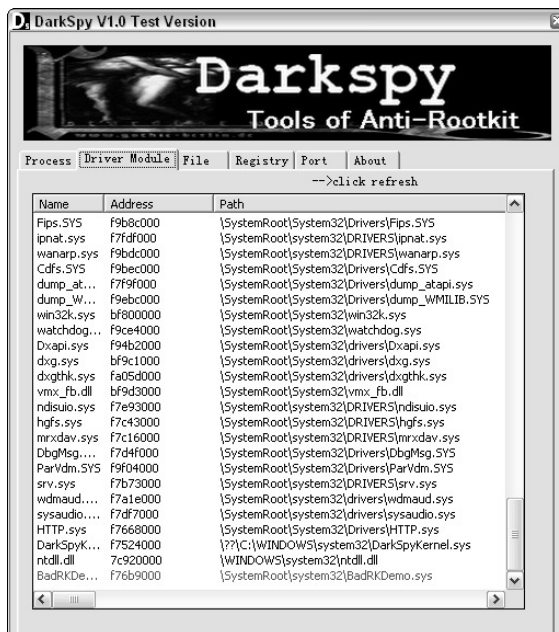 DarkSpy V1.0 Test Version
Darkspy
Tools of Anti-Rootkit
www.gothic-berlin.de
Process Driver Module File Registry Port About
-->click refresh
Name Address Path
Fips.SYS f9b8c000 \SystemRoot\System32\Drivers\Fips.SYS
ipnat.sys f7fdf000 \SystemRoot\system32\DRIVERS\ipnat.sys
wanarp.sys f9bdc000 \SystemRoot\system32\DRIVERS\wanarp.sys
Cdfs.SYS f9bec000 \SystemRoot\System32\Drivers\Cdfs.SYS
dump_at... f7f9f000 \SystemRoot\System32\Drivers\dump_atapi.sys
dump_W... f9ebc000 \SystemRoot\System32\Drivers\dump_WMILIB.SYS
win32k.sys bf800000 \SystemRoot\System32\win32k.sys
watchdog... f9ce4000 \SystemRoot\System32\watchdog.sys
Dxapi.sys f94b2000 \SystemRoot\System32\drivers\Dxapi.sys
dxg.sys bf9c1000 \SystemRoot\System32\drivers\dxg.sys
dxgthk.sys fa05d000 \SystemRoot\System32\drivers\dxgthk.sys
vmx_fb.dll bf9d3000 \SystemRoot\System32\vmx_fb.dll
ndisuio.sys f7e93000 \SystemRoot\system32\DRIVERS\ndisuio.sys
hgfs.sys f7c43000 \SystemRoot\System32\DRIVERS\hgfs.sys
mrxdav.sys f7c16000 \SystemRoot\system32\DRIVERS\mrxdav.sys
DbgMsg.... f7d4f000 \SystemRoot\System32\Drivers\DbgMsg.sys
ParVdm.SYS f9f04000 \SystemRoot\System32\Drivers\ParVdm.SYS
srv.sys f7b73000 \SystemRoot\system32\DRIVERS\srv.sys
wdmaud.... f7a1e000 \SystemRoot\system32\drivers\wdmaud.sys
sysaudio.... f7df7000 \SystemRoot\system32\drivers\sysaudio.sys
HTTP.sys f7668000 \SystemRoot\System32\Drivers\HTTP.sys
DarkSpyK... f7524000 \??\C:\WINDOWS\system32\DarkSpyKernel.sys
ntdll.dll 7c920000 \WINDOWS\system32\ntdll.dll
BadRKDe... f76b9000 \SystemRoot\system32\BadRKDemo.sys